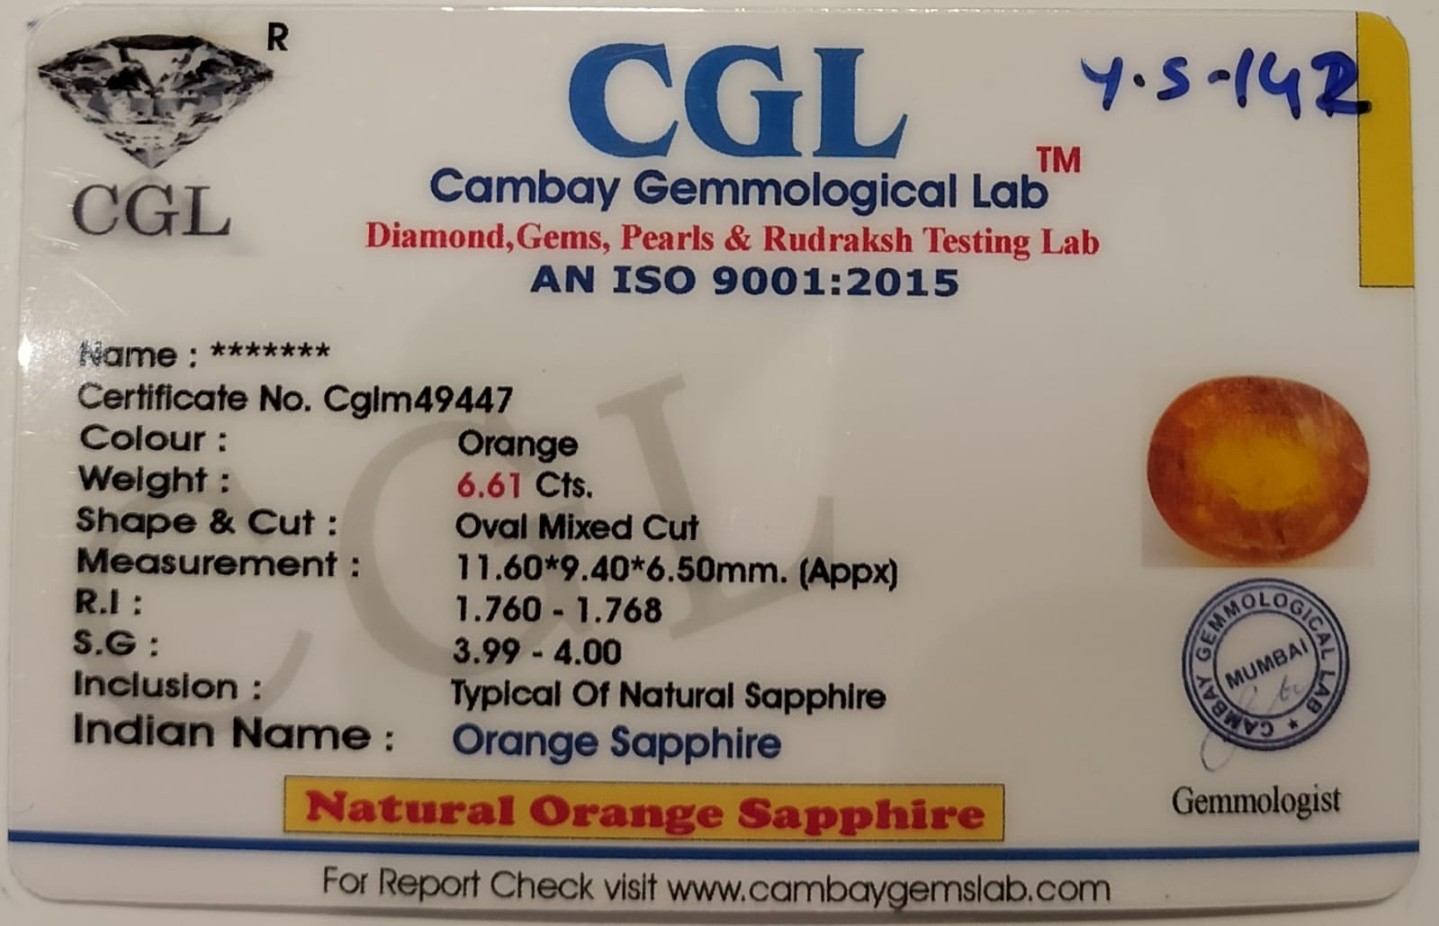 R
CGL
CGL
Y.S-142
Cambay Gemmological Lab TM
Diamond,Gems, Pearls & Rudraksh Testing Lab
AN ISO 9001:2015
Name : *******
Certificate No. Cglm49447
Colour : Orange
Weight : 6.61 Cts.
Shape & Cut : Oval Mixed Cut
Measurement : 11.60*9.40*6.50mm. (Appx)
R.I : 1.760 - 1.768
S.G : 3.99 - 4.00
Inclusion : Typical Of Natural Sapphire
Indian Name : Orange Sapphire
CGL
CAMBAY GEMMOLOGICAL LAB *
MUMBAI
Gemmologist
Natural Orange Sapphire
For Report Check visit www.cambaygemslab.com